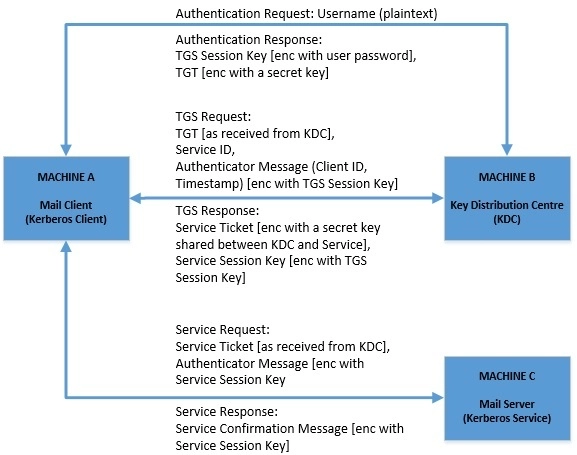 Authentication Request: Username (plaintext)
Authentication Response:
TGS Session Key [enc with user password],
TGT [enc with a secret key]
TGS Request:
TGT [as received from KDC],
Service ID,
Authenticator Message (Client ID,
Timestamp) [enc with TGS Session Key]
MACHINE A
Mail Client
(Kerberos Client)
MACHINE B
Key Distribution Centre
(KDC)
TGS Response:
Service Ticket [enc with a secret key
shared between KDC and Service],
Service Session Key [enc with TGS
Session Key]
Service Request:
Service Ticket [as received from KDC],
Authenticator Message [enc with
Service Session Key
MACHINE C
Mail Server
(Kerberos Service)
Service Response:
Service Confirmation Message [enc with
Service Session Key]